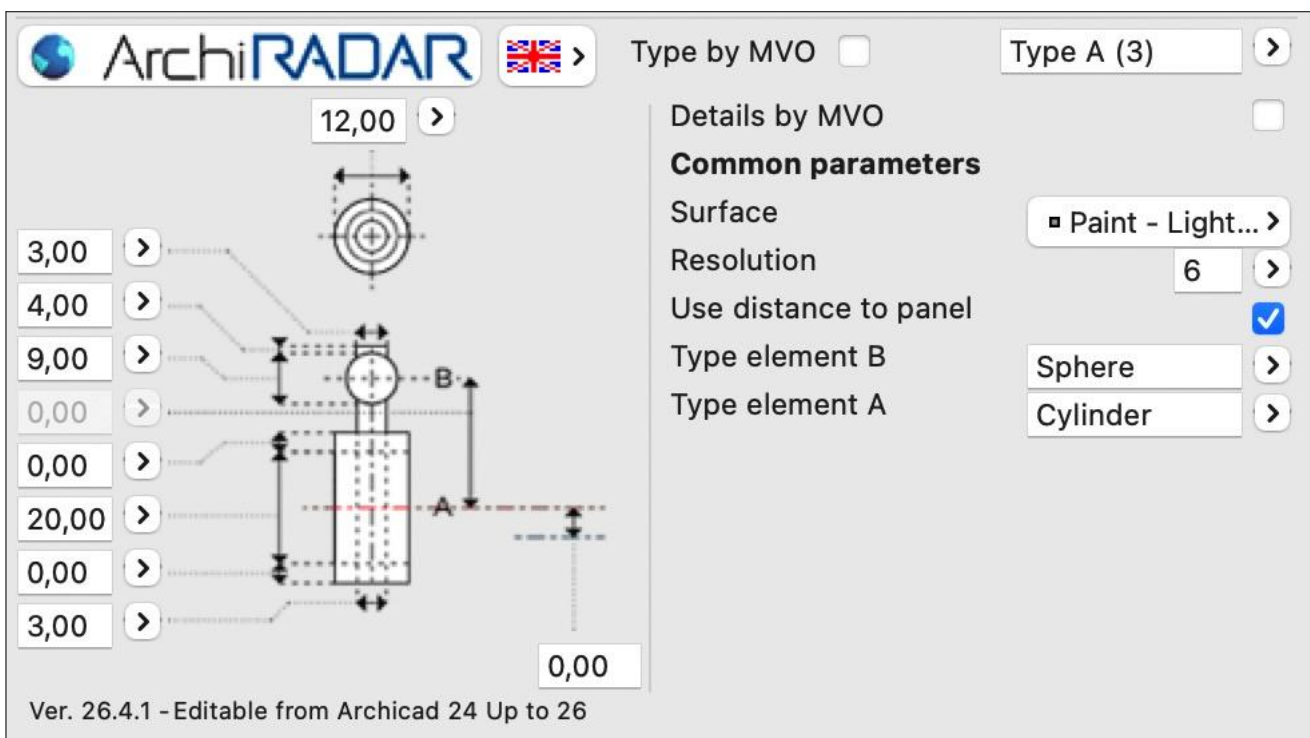 ArchiRADAR
Type by MVO
Type A (3)
12,00
Details by MVO
Common parameters
Surface
Paint - Light...
3,00
Resolution
6
4,00
Use distance to panel
9,00
Type element B
Sphere
B
0,00
Type element A
Cylinder
0,00
20,00
A
0,00
3,00
0,00
Ver. 26.4.1 - Editable from Archicad 24 Up to 26